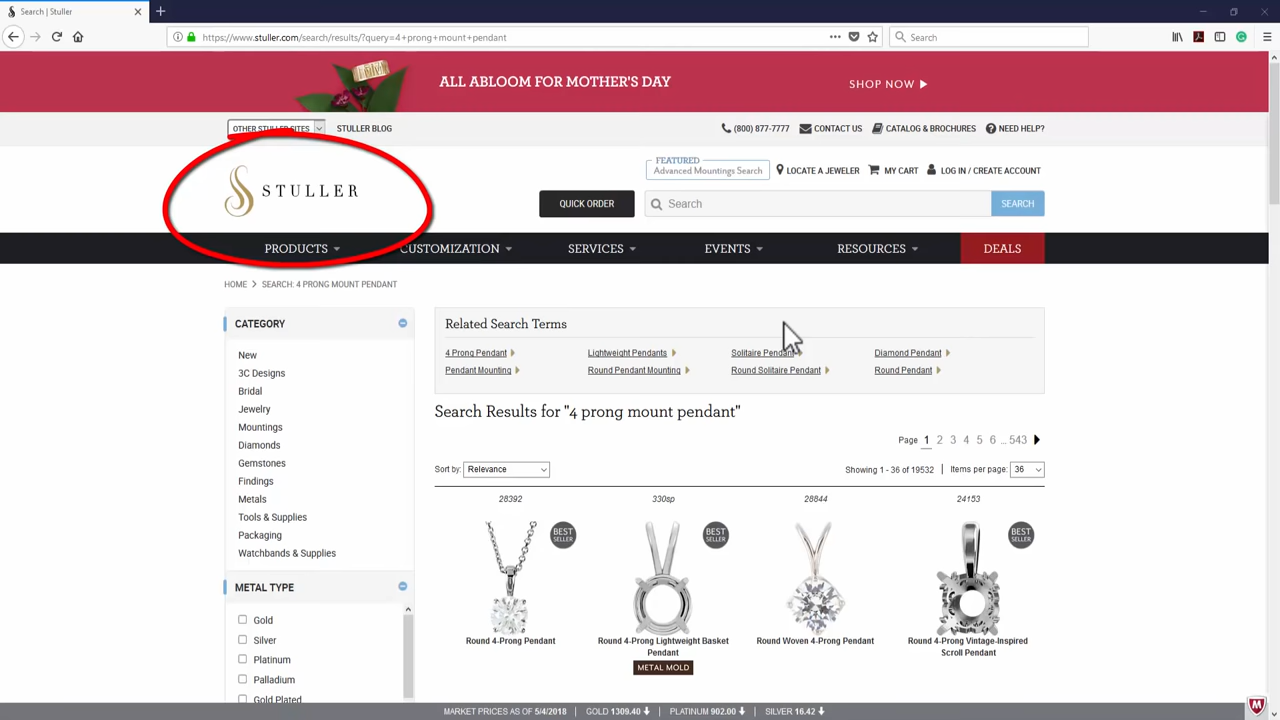 Search | Stuller
https://www.stuller.com/search/results/?query=4+prong+mount+pendant
Search
ALL ABLOOM FOR MOTHER'S DAY
SHOP NOW
OTHER STULLER SITES
STULLER BLOG
(800) 877-7777
CONTACT US
CATALOG & BROCHURES
NEED HELP?
STULLER
FEATURED
Advanced Mountings Search
LOCATE A JEWELER
MY CART
LOG IN / CREATE ACCOUNT
QUICK ORDER
Search
SEARCH
PRODUCTS
CUSTOMIZATION
SERVICES
EVENTS
RESOURCES
DEALS
HOME > SEARCH: 4 PRONG MOUNT PENDANT
CATEGORY
New
3C Designs
Bridal
Jewelry
Mountings
Diamonds
Gemstones
Findings
Metals
Tools & Supplies
Packaging
Watchbands & Supplies
METAL TYPE
Gold
Silver
Platinum
Palladium
Gold Plated
Related Search Terms
4 Prong Pendant
Lightweight Pendants
Solitaire Pendant
Diamond Pendant
Pendant Mounting
Round Pendant Mounting
Round Solitaire Pendant
Round Pendant
Search Results for "4 prong mount pendant"
Page 1 2 3 4 5 6 ... 543
Sort by: Relevance
Showing 1 - 36 of 19532
Items per page: 36
28392
BEST SELLER
Round 4-Prong Pendant
330sp
BEST SELLER
Round 4-Prong Lightweight Basket
Pendant
METAL MOLD
28844
Round Woven 4-Prong Pendant
24153
BEST SELLER
Round 4-Prong Vintage-Inspired
Scroll Pendant
MARKET PRICES AS OF 5/4/2018 | GOLD 1309.40 | PLATINUM 902.00 | SILVER 16.42